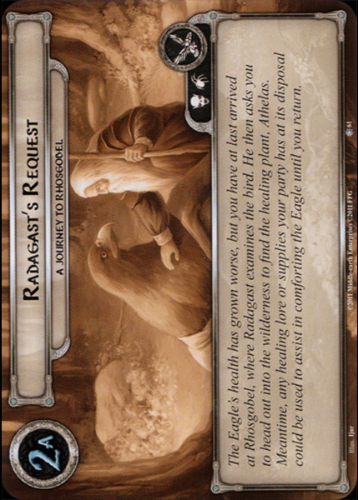 2A
RADAGAST'S REQUEST
A JOURNEY TO RHOSGOBEL
The Eagle's health has grown worse, but you have at last arrived
at Rhosgobel, where Radagast examines the bird. He then asks you
to head out into the wilderness to find the healing plant, Athelas.
Meantime, any healing lore or supplies your party has at its disposal
could be used to assist in comforting the Eagle until you return.
Illus. Ijur
©2011 Middle-earth Enterprises ©2011 FFG
61